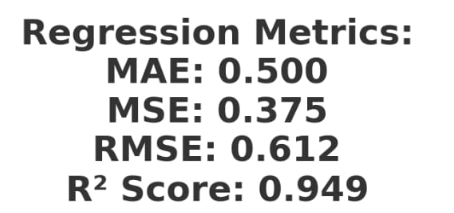 Regression Metrics:
MAE: 0.500
MSE: 0.375
RMSE: 0.612
R² Score: 0.949